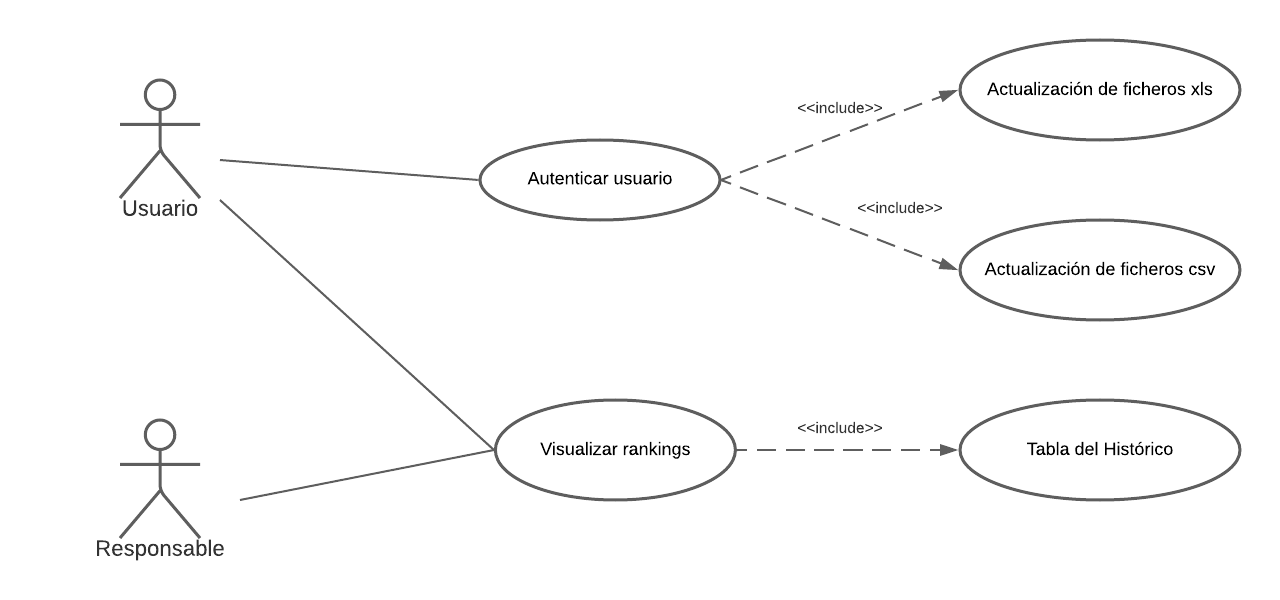 Actualización de ficheros xls
<<include>>
Autenticar usuario
Usuario
<<include>>
Actualización de ficheros csv
<<include>>
Visualizar rankings
Tabla del Histórico
Responsable